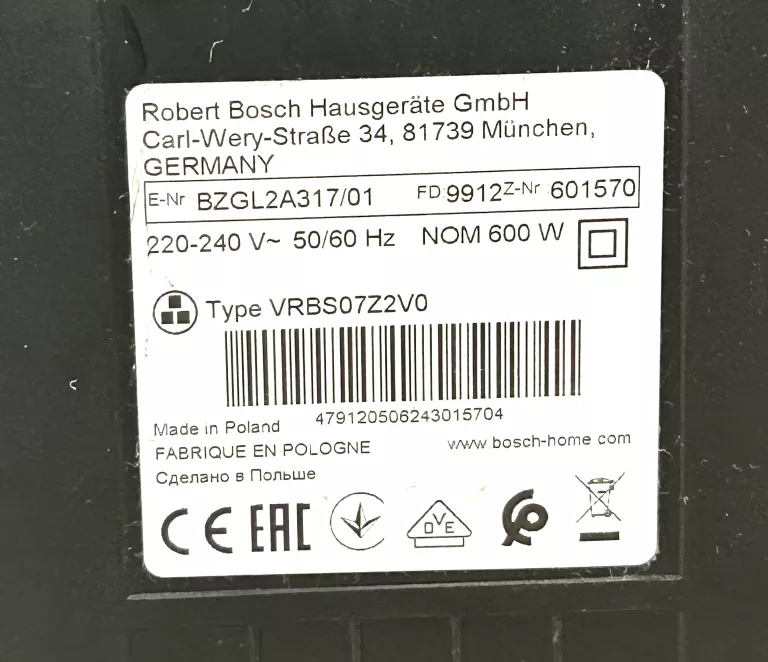 Robert Bosch Hausgeräte GmbH
Carl-Wery-Straße 34, 81739 München,
GERMANY
E-Nr BZGL2A317/01 FD 9912 Z-Nr 601570
220-240 V~ 50/60 Hz NOM 600 W
Type VRBS07Z2V0
479120506243015704
Made in Poland
FABRIQUE EN POLOGNE www.bosch-home com
Сделано в Польше
CE EAC DVE